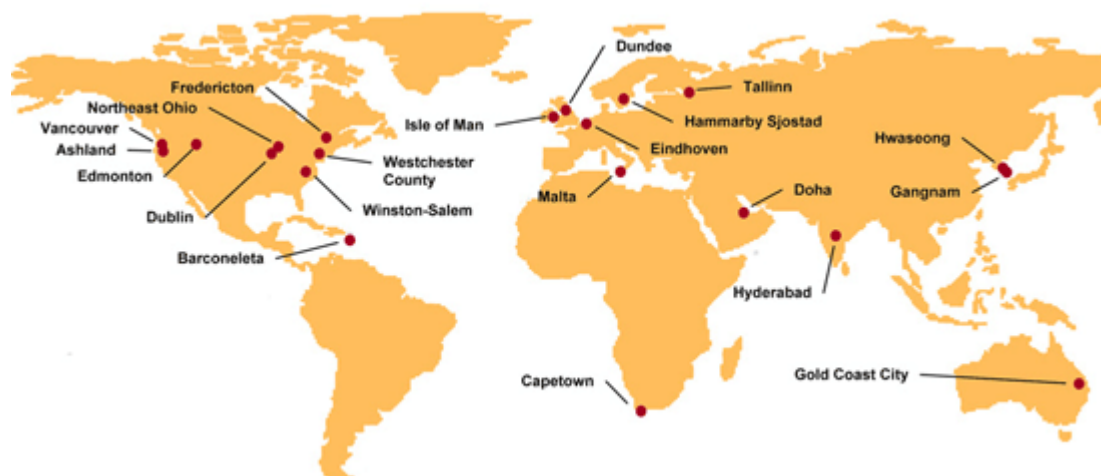 Dundee
Fredericton
Tallinn
Northeast Ohio
Isle of Man
Hammarby Sjostad
Vancouver
Hwaseong
Ashland
Eindhoven
Westchester
County
Edmonton
Malta
Doha
Gangnam
Dublin
Winston-Salem
Barconeleta
Hyderabad
Capetown
Gold Coast City